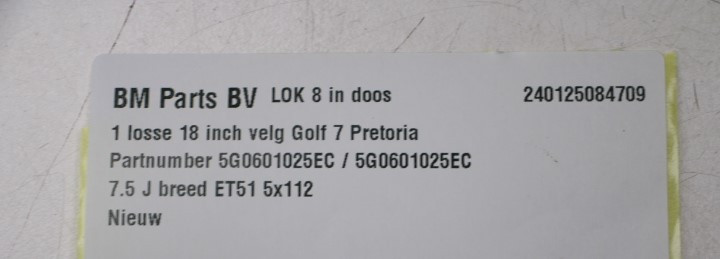 BM Parts BV LOK 8 in doos 240125084709
1 losse 18 inch velg Golf 7 Pretoria
Partnumber 5G0601025EC / 5G0601025EC
7.5 J breed ET51 5x112
Nieuw